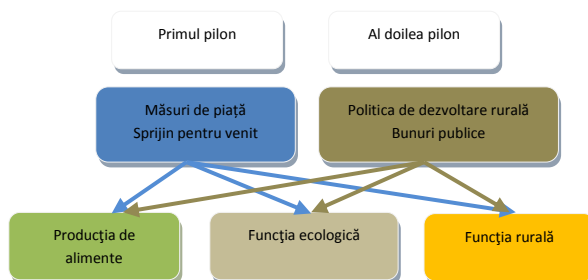 Primul pilon
Al doilea pilon
Măsuri de piață
Sprijin pentru venit
Politica de dezvoltare rurală
Bunuri publice
Producţia de
alimente
Funcţia ecologică
Funcţia rurală